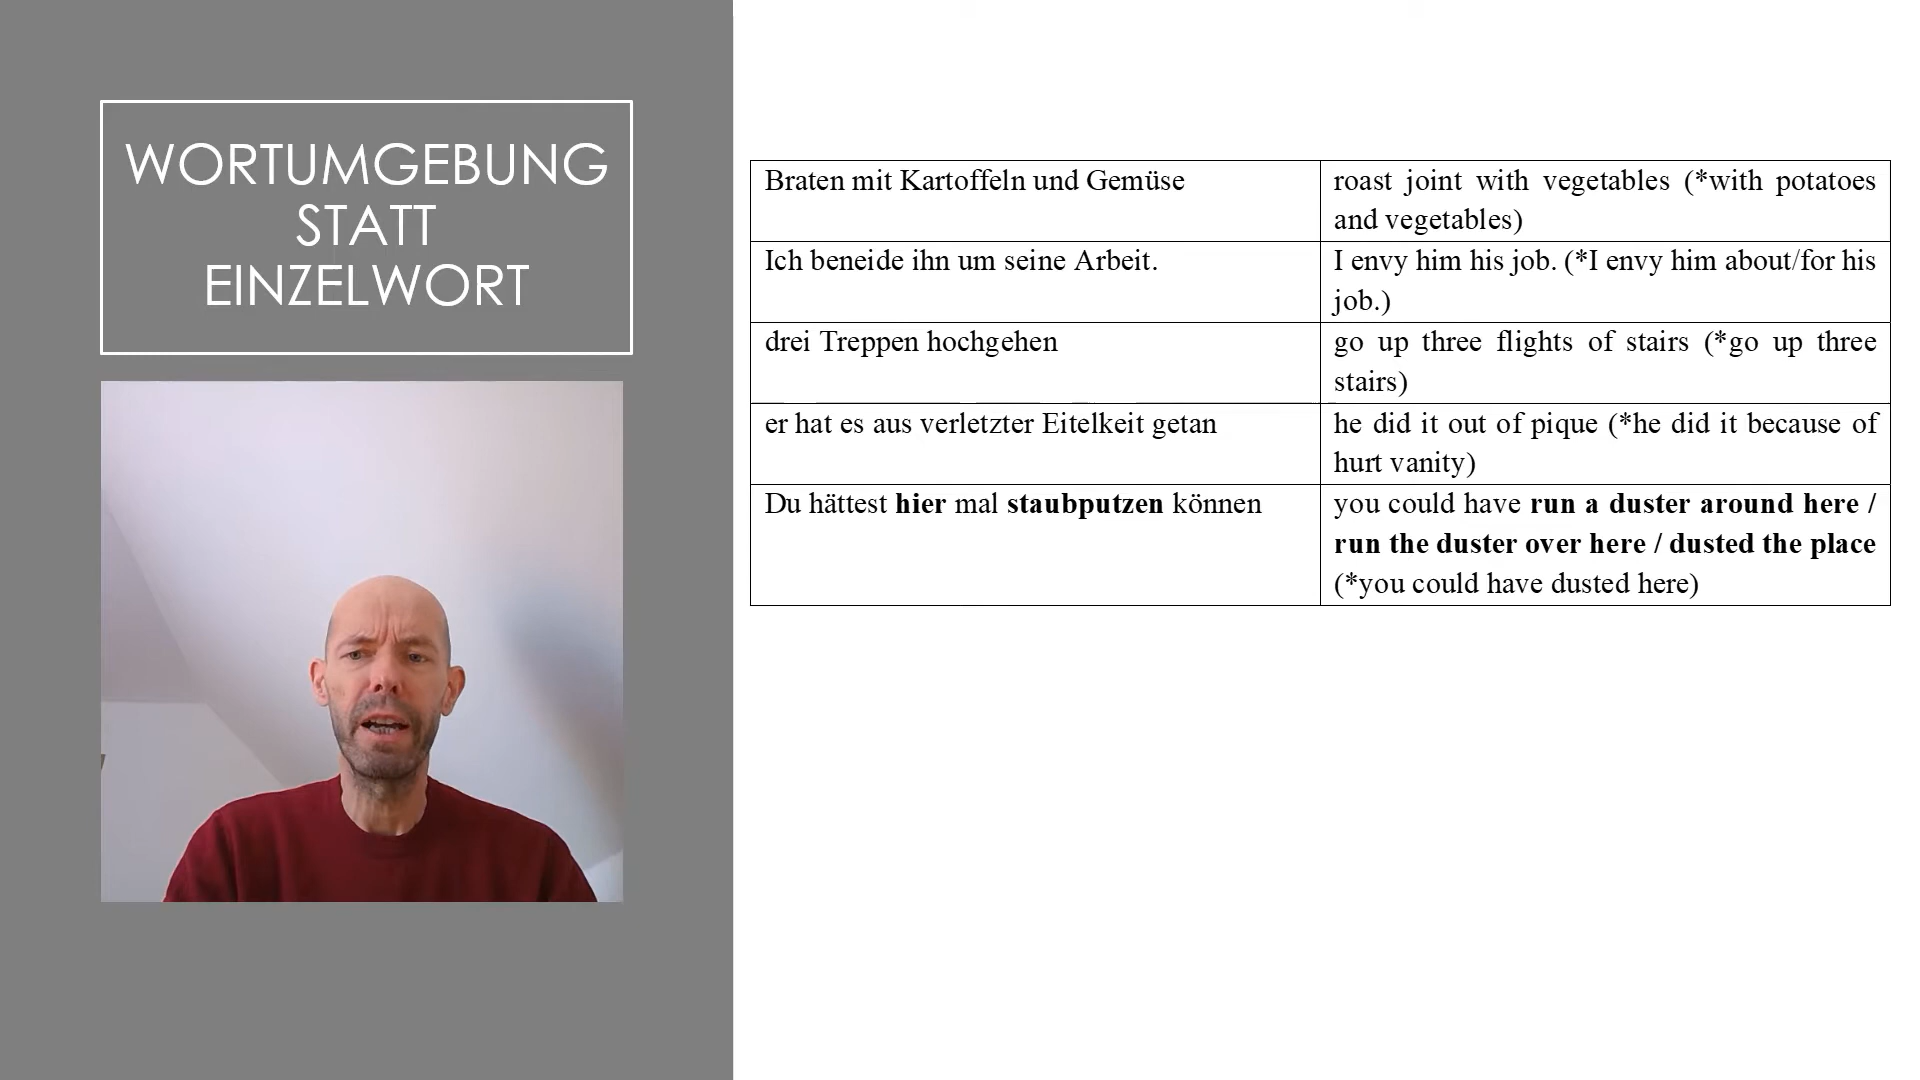 WORTUMGEBUNG
STATT
EINZELWORT
Braten mit Kartoffeln und Gemüse
roast joint with vegetables (*with potatoes
and vegetables)
Ich beneide ihn um seine Arbeit.
I envy him his job. (*I envy him about/for his
job.)
drei Treppen hochgehen
go up three flights of stairs (*go up three
stairs)
er hat es aus verletzter Eitelkeit getan
he did it out of pique (*he did it because of
hurt vanity)
Du hättest hier mal staubputzen können
you could have run a duster around here /
run the duster over here / dusted the place
(*you could have dusted here)